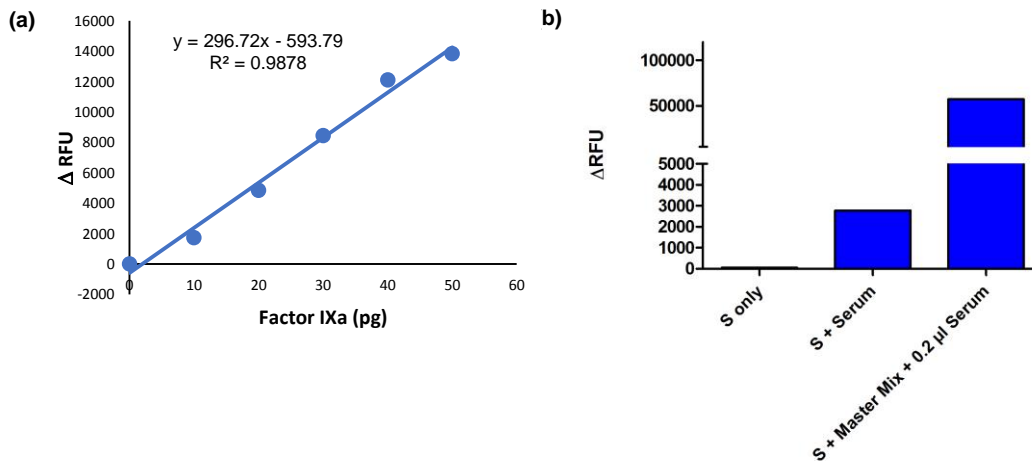 (a)
y = 296.72x - 593.79
R² = 0.9878
16000
14000
12000
10000
8000
6000
4000
2000
0
-2000
Δ RFU
0 10 20 30 40 50 60
Factor IXa (pg)
b)
100000
50000
5000
4000
3000
2000
1000
0
ΔRFU
S only
S + Serum
S + Master Mix + 0.2 µl Serum